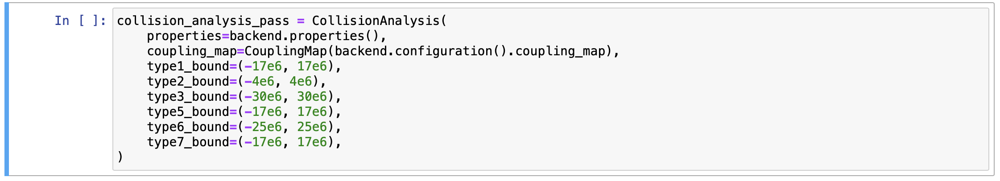 In [ ]: collision_analysis_pass = CollisionAnalysis(
    properties=backend.properties(),
    coupling_map=CouplingMap(backend.configuration().coupling_map),
    type1_bound=(-17e6, 17e6),
    type2_bound=(-4e6, 4e6),
    type3_bound=(-30e6, 30e6),
    type5_bound=(-17e6, 17e6),
    type6_bound=(-25e6, 25e6),
    type7_bound=(-17e6, 17e6),
)